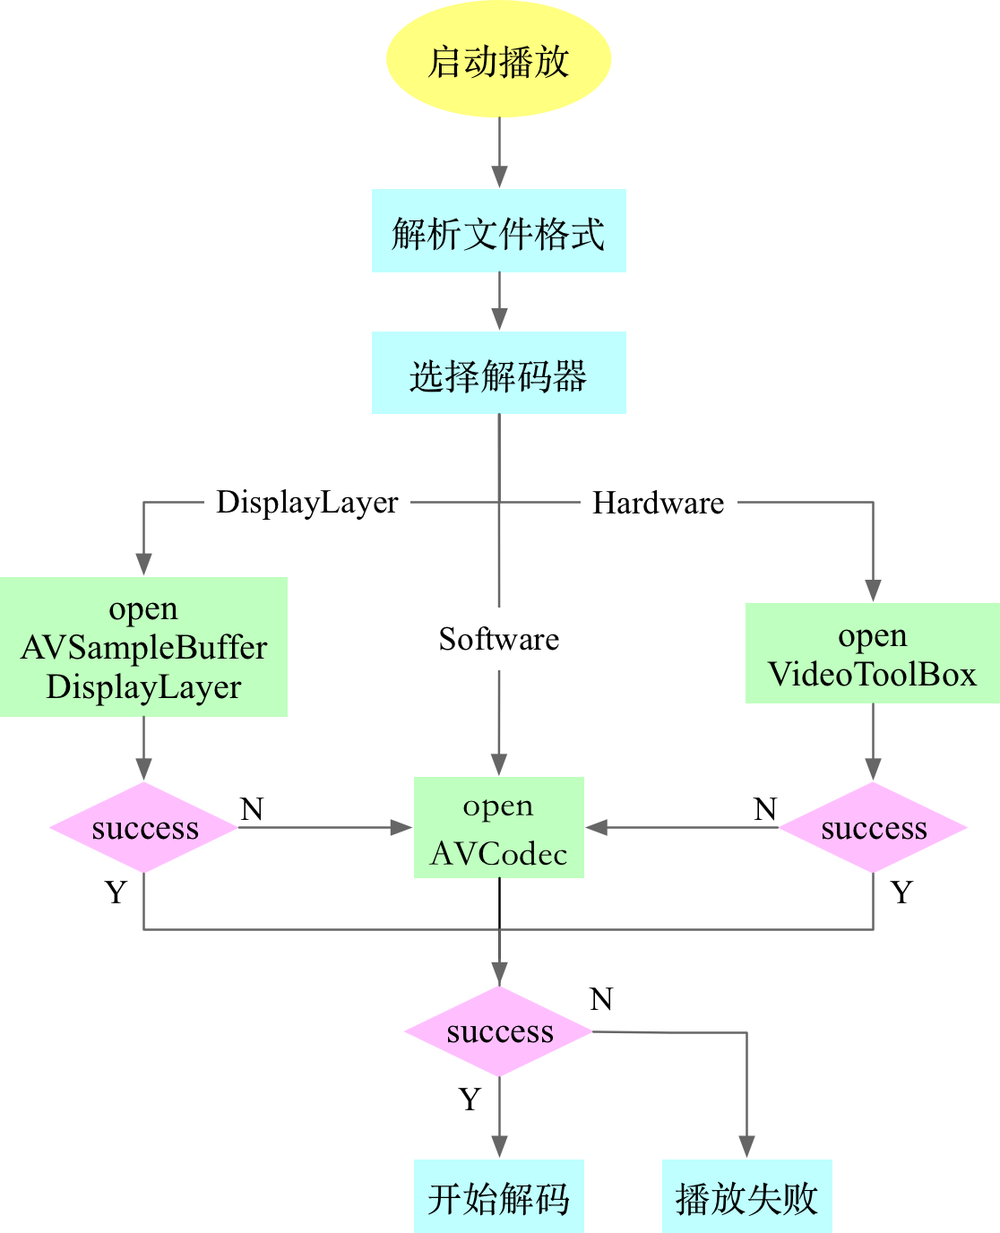 启动播放
解析文件格式
选择解码器
DisplayLayer
Hardware
Software
open
AVSampleBuffer
DisplayLayer
open
VideoToolBox
success
N
open
AVCodec
N
success
Y
Y
success
N
Y
开始解码
播放失败